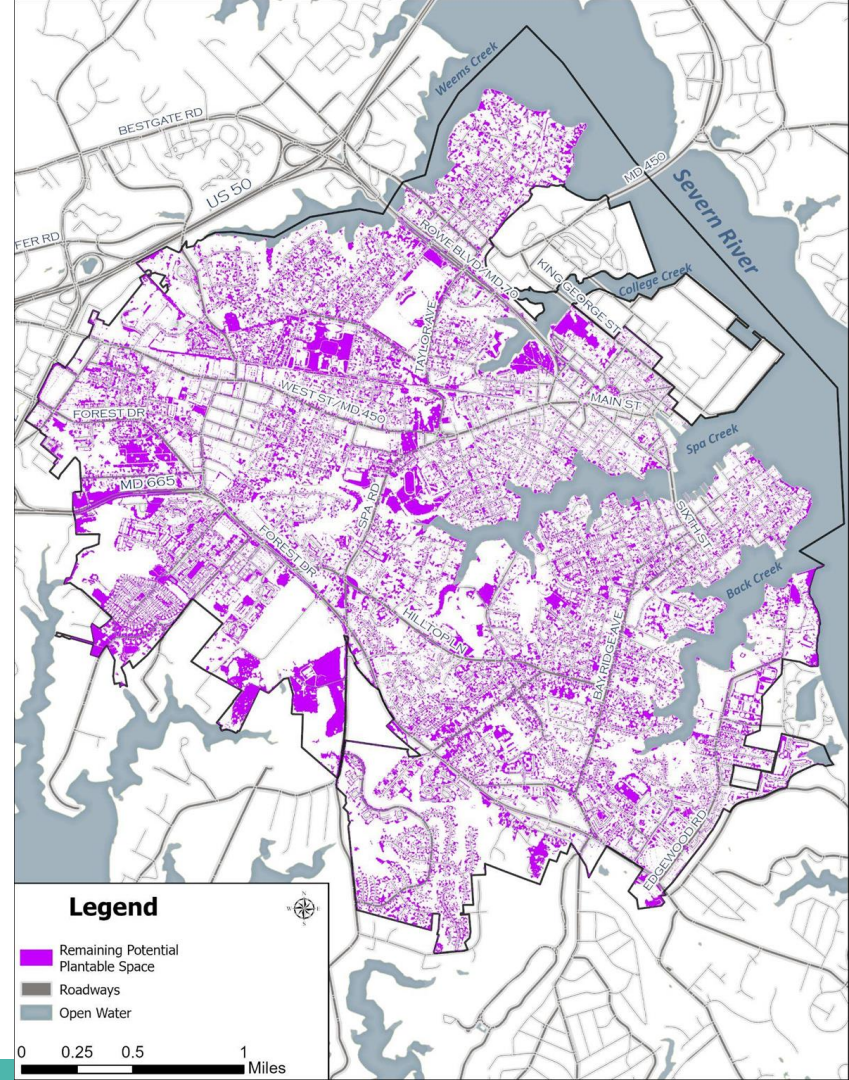 Weems Creek
BESTGATE RD
US 50
MD 450
Severn River
FER RD
ROWE BLVD/MD 70
KING GEORGE ST
College Creek
TAYLOR AVE
WEST ST/MD 450
MAIN ST
FOREST DR
Spa Creek
MD 665
SPA RD
SIXTH ST
FOREST DR
Back Creek
HILLTOP LN
BAY RIDGE AVE
EDGEWOOD RD
Legend
N
W E
S
Remaining Potential
Plantable Space
Roadways
Open Water
0 0.25 0.5 1
Miles